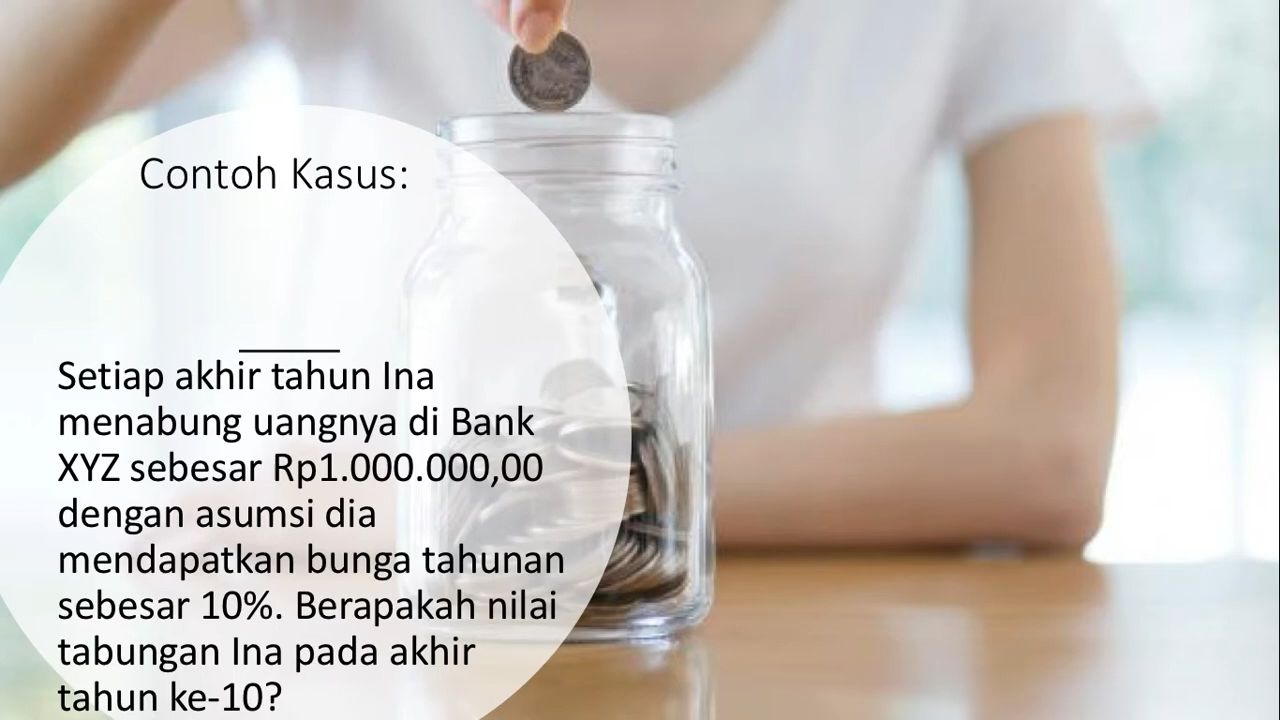 Contoh Kasus:
Setiap akhir tahun Ina
menabung uangnya di Bank
XYZ sebesar Rp1.000.000,00
dengan asumsi dia
mendapatkan bunga tahunan
sebesar 10%. Berapakah nilai
tabungan Ina pada akhir
tahun ke-10?